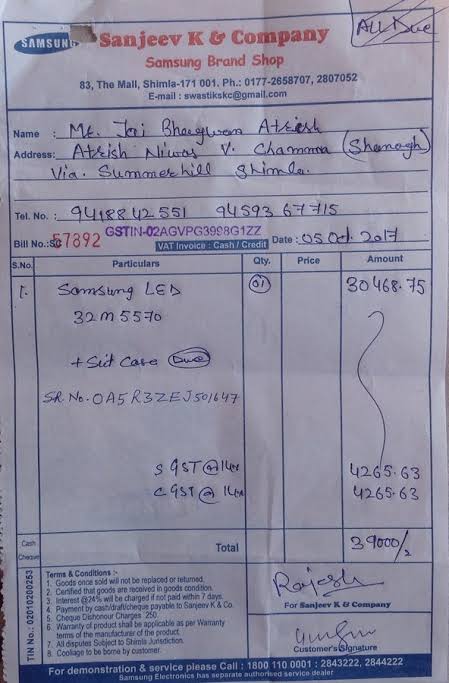 ALL Due
SAMSUNG Sanjeev K & Company
Samsung Brand Shop
83, The Mall, Shimla-171 001. Ph.: 0177-2658707, 2807052
E-mail : swastikskc@gmail.com
Name : Mr. Jai Bhagwan Atrish
Address: Atrish Niwas V. Chamma (Shanagh)
Via. Summerhill Shimla.
Tel. No. : 9418842551 94593 67715
GSTIN-02AGVPG3998G1ZZ
Bill No.:SC 57892 VAT Invoice : Cash / Credit Date : 05 Oct. 2017
S.No. Particulars Qty. Price Amount
1. Samsung LED 01 30468.75
32M5570
+ Suit Case Due
SR. No. 0A5R3ZEJ501647
SGST @ 14% 4265.63
CGST @ 14% 4265.63
Cash
Cheque
Total 39000/
TIN No.: 02010200253
Terms & Conditions :-
1. Goods once sold will not be replaced or returned.
2. Certified that goods are received in goods condition.
3. Interest @24% will be charged if not paid within 7 days.
4. Payment by cash/draft/cheque payable to Sanjeev K & Co.
5. Cheque Dishonour Charges 250.
6. Warranty of product shall be applicable as per Warranty
terms of the manufacturer of the product.
7. All disputes Subject to Shimla Jurisdiction.
8. Coollage to be borne by customer.
Rajesh
For Sanjeev K & Company
Customer's Signature
For demonstration & service please Call : 1800 110 0001 : 2843222, 2844222
Samsung Electronics has separate authorised service dealer